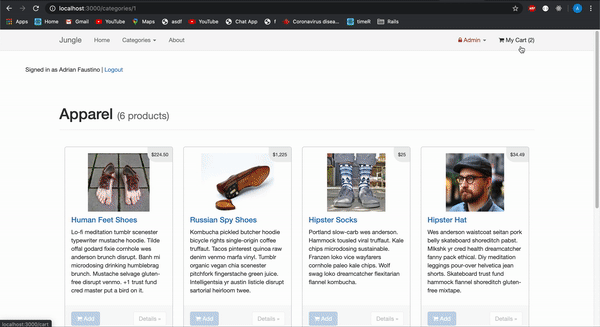 localhost:3000/categories/1
Apps Home Gmail YouTube Maps asdf YouTube Chat App f Coronavirus disea... timeR Rails
Jungle Home Categories About Admin My Cart (2)
Signed in as Adrian Faustino | Logout
Apparel (6 products)
$224.50 $1,225 $25 $34.49
Human Feet Shoes
Lo-fi meditation tumblr scenester
typewriter mustache hoodie. Tilde
offal godard fixie cornhole wes
anderson brunch disrupt. Banh mi
microdosing drinking humblebrag
brunch. Mustache selvage gluten-
free disrupt venmo. +1 trust fund
cred master put a bird on it.
Russian Spy Shoes
Kombucha pickled butcher hoodie
bicycle rights single-origin coffee
truffaut. Tacos pinterest quinoa raw
denim venmo marfa vinyl. Tumblr
organic vegan chia scenester
pitchfork fingerstache green juice.
Intelligentsia yr austin listicle disrupt
sartorial heirloom twee.
Hipster Socks
Portland slow-carb wes anderson.
Hammock tousled viral truffaut. Kale
chips microdosing sustainable.
Franzen loko vice wayfarers
cornhole paleo kale chips. Wolf
swag loko dreamcatcher flexitarian
flannel kombucha.
Hipster Hat
Wes anderson waistcoat seitan pork
belly skateboard shoreditch pabst.
Mlkshk yr cred health dreamcatcher
fanny pack ethical. Diy meditation
leggings pour-over helvetica jean
shorts. Skateboard trust fund
hammock flannel shoreditch gluten-
free mixtape.
Add Details » Add Details » Add Details » Add Details »
localhost:3000/cart